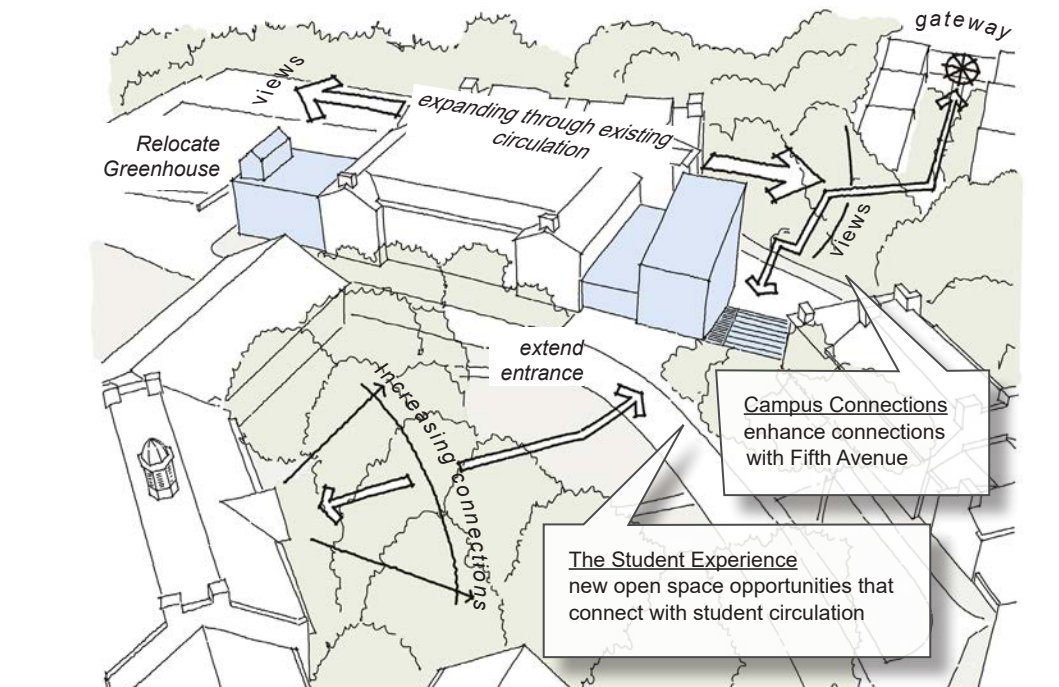 gateway
views
expanding through existing
circulation
Relocate
Greenhouse
views
extend
entrance
increasing connections
Campus Connections
enhance connections
with Fifth Avenue
The Student Experience
new open space opportunities that
connect with student circulation